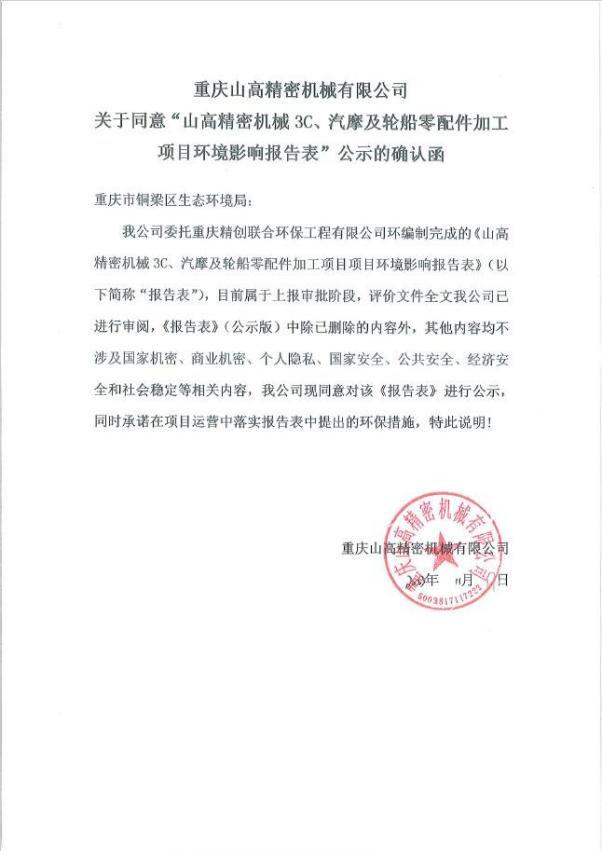 重庆山高精密机械有限公司
关于同意“山高精密机械 3C、汽摩及轮船零配件加工
项目环境影响报告表”公示的确认函
重庆市铜梁区生态环境局：
我公司委托重庆精创联合环保工程有限公司环编制完成的《山高
精密机械 3C、汽摩及轮船零配件加工项目项目环境影响报告表》（以
下简称“报告表”），目前属于上报审批阶段，评价文件全文我公司已
进行审阅，《报告表》（公示版）中除已删除的内容外，其他内容均不
涉及国家机密、商业机密、个人隐私、国家安全、公共安全、经济安
全和社会稳定等相关内容，我公司现同意对该《报告表》进行公示，
同时承诺在项目运营中落实报告表中提出的环保措施，特此说明！
重庆山高精密机械有限公司
年 11月 日
重庆山高精密机械有限公司
5003817117222